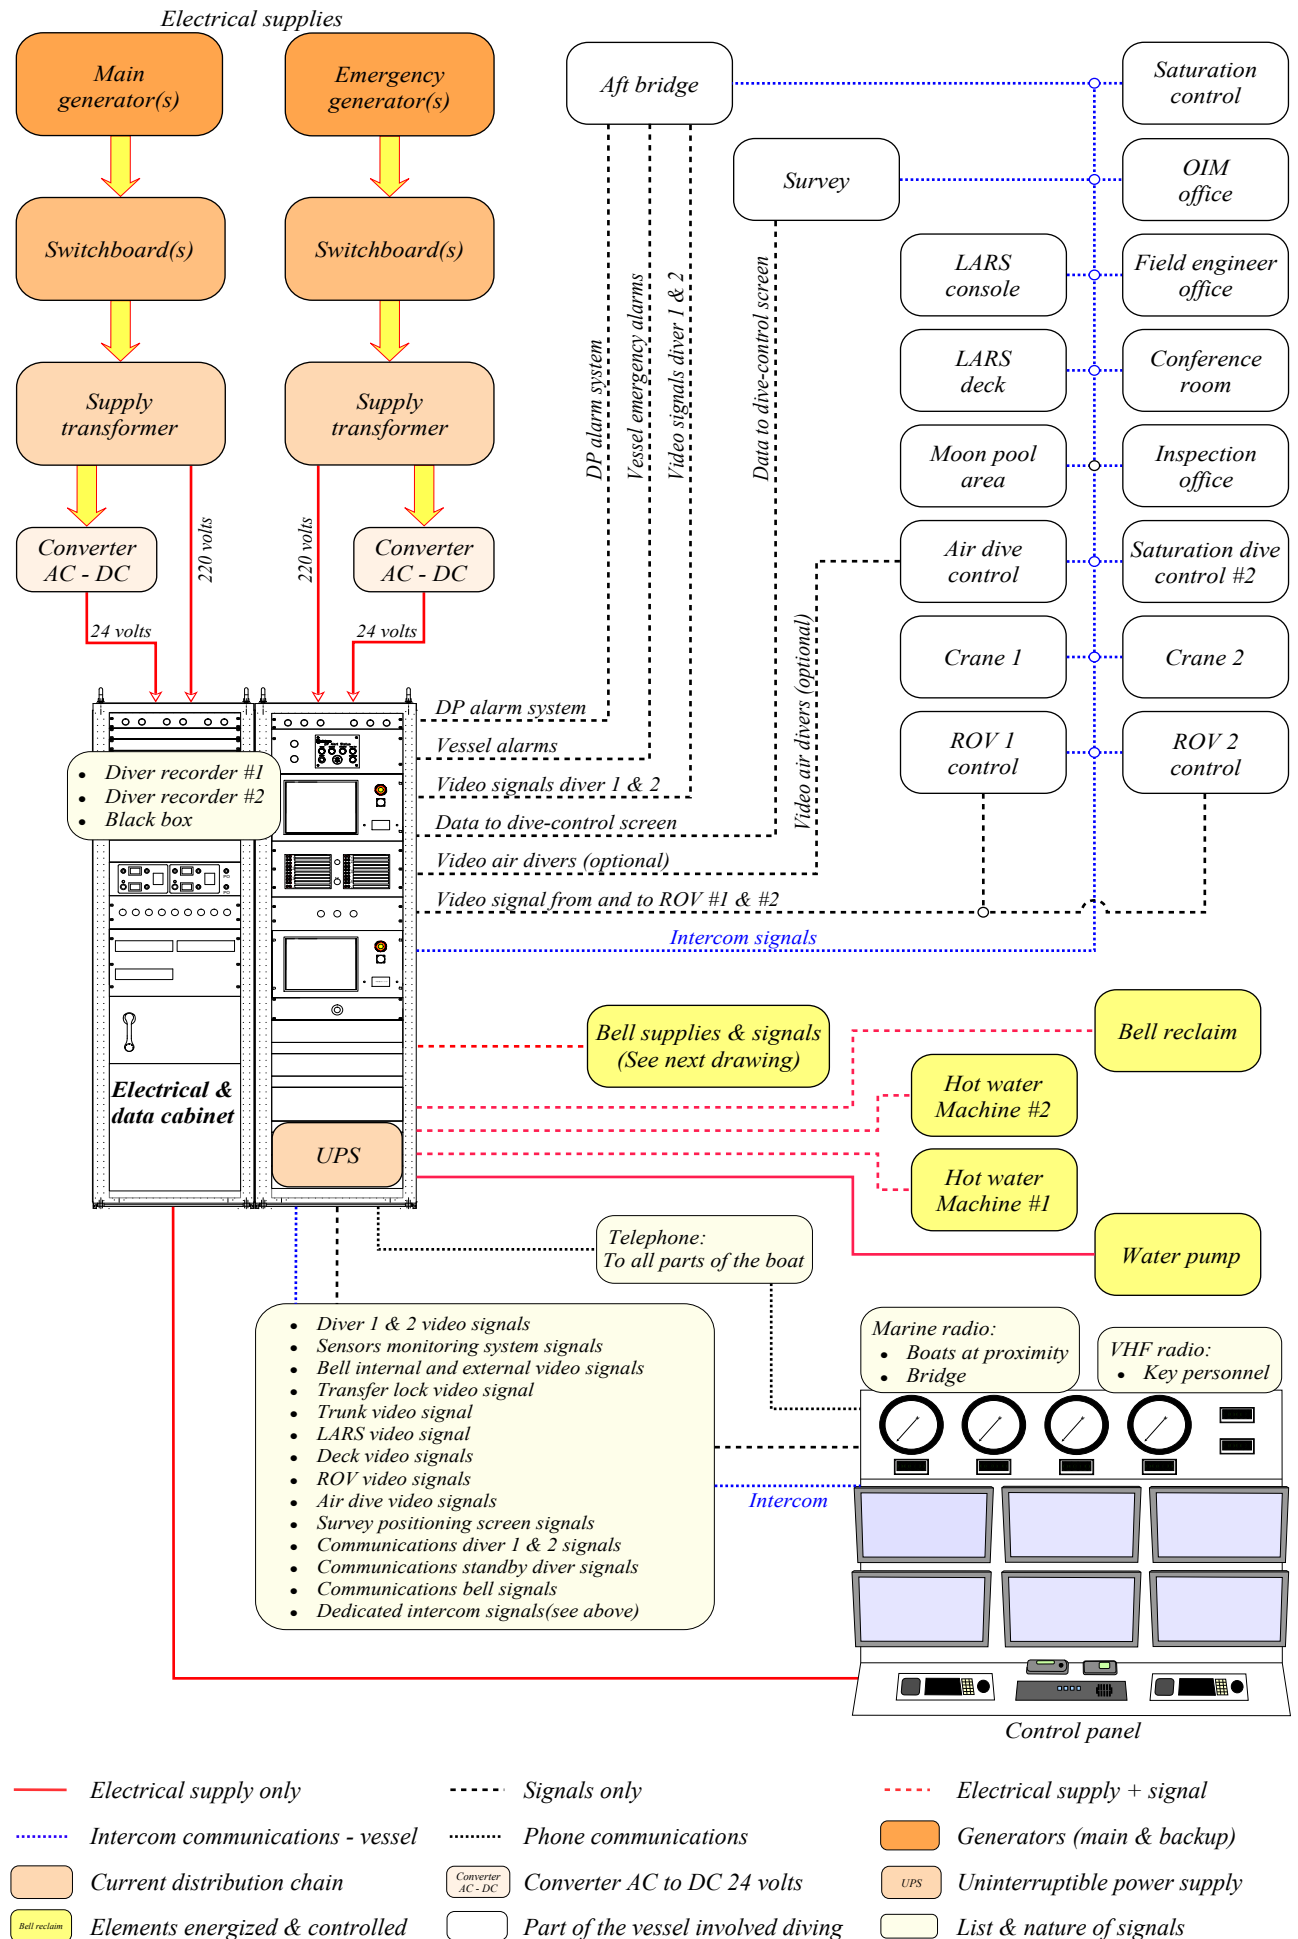 Electrical supplies
Main
generator(s)
Emergency
generator(s)
Switchboard(s)
Switchboard(s)
Supply
transformer
Supply
transformer
Converter
AC - DC
220 volts
220 volts
Converter
AC - DC
24 volts
24 volts
Aft bridge
Survey
Saturation
control
OIM
office
LARS
console
Field engineer
office
LARS
deck
Conference
room
Moon pool
area
Inspection
office
Air dive
control
Saturation dive
control #2
Crane 1
Crane 2
ROV 1
control
ROV 2
control
DP alarm system
Vessel emergency alarms
Video signals diver 1 & 2
Data to dive-control screen
Video air divers (optional)
DP alarm system
Vessel alarms
Video signals diver 1 & 2
Data to dive-control screen
Video air divers (optional)
Video signal from and to ROV #1 & #2
Intercom signals
• Diver recorder #1
• Diver recorder #2
• Black box
Electrical &
data cabinet
UPS
Bell supplies & signals
(See next drawing)
Bell reclaim
Hot water
Machine #2
Hot water
Machine #1
Water pump
Telephone:
To all parts of the boat
• Diver 1 & 2 video signals
• Sensors monitoring system signals
• Bell internal and external video signals
• Transfer lock video signal
• Trunk video signal
• LARS video signal
• Deck video signals
• ROV video signals
• Air dive video signals
• Survey positioning screen signals
• Communications diver 1 & 2 signals
• Communications standby diver signals
• Communications bell signals
• Dedicated intercom signals(see above)
Intercom
Marine radio:
• Boats at proximity
• Bridge
VHF radio:
• Key personnel
Control panel
Electrical supply only
Signals only
Electrical supply + signal
Intercom communications - vessel
Phone communications
Generators (main & backup)
Current distribution chain
Converter
AC - DC
Converter AC to DC 24 volts
UPS
Uninterruptible power supply
Bell reclaim
Elements energized & controlled
Part of the vessel involved diving
List & nature of signals